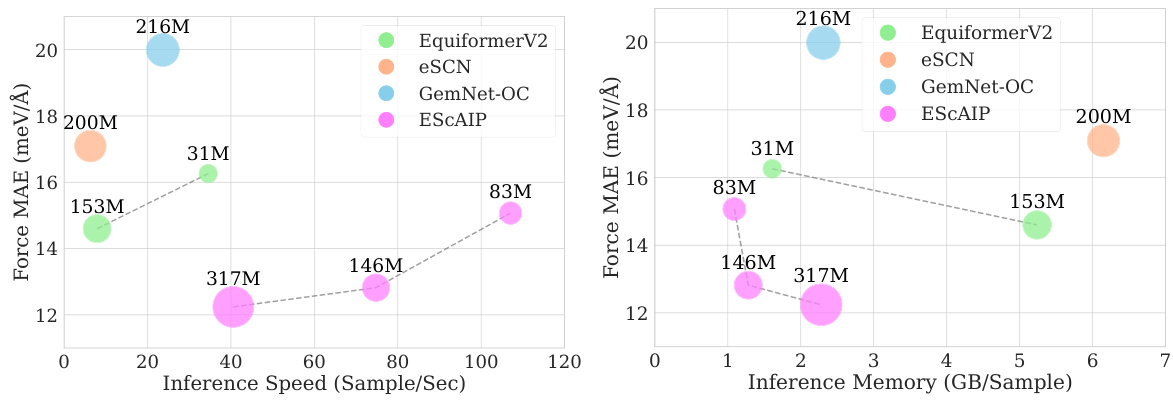 216M
200M
31M
153M
83M
146M
317M
EquiformerV2
eSCN
GemNet-OC
EScAIP
Force MAE (meV/Å)
20
18
16
14
12
0 20 40 60 80 100 120
Inference Speed (Sample/Sec)
216M
200M
31M
83M
153M
146M
317M
EquiformerV2
eSCN
GemNet-OC
EScAIP
Force MAE (meV/Å)
20
18
16
14
12
0 1 2 3 4 5 6 7
Inference Memory (GB/Sample)